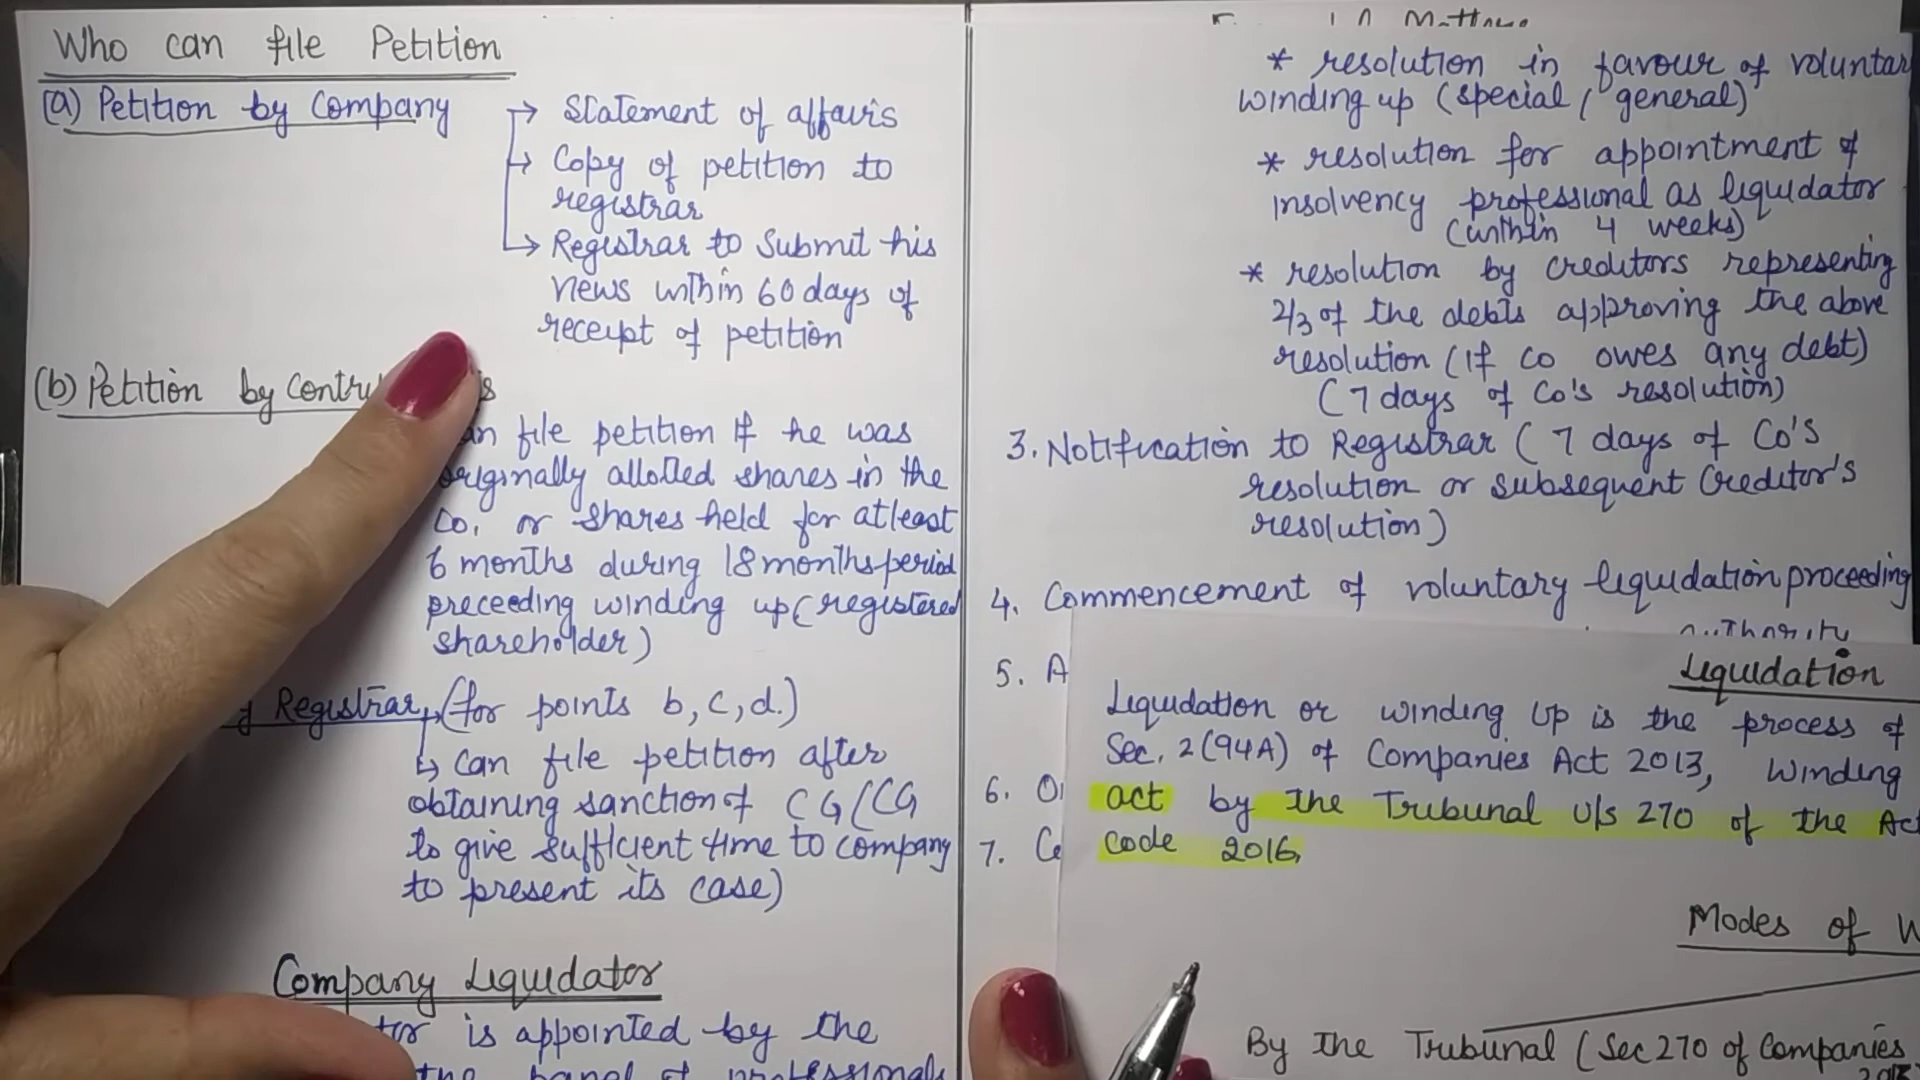 Who can file Petition
(a) Petition by Company
→ Statement of affairs
→ Copy of petition to
registrar
→ Registrar to submit his
views within 60 days of
receipt of petition
(b) Petition by
file petition if he was
originally allotted shares in the
Co. or shares held for atleast
6 months during 18 months period
preceeding winding up (registered
shareholder)
Registrar (for points b, c, d.)
↳ can file petition after
obtaining sanction of CG (CG
to give sufficient time to company
to present its case)
Company Liquidator
is appointed by the
* resolution in favour of
winding up (special / general)
* resolution for appointment of
insolvency professional as liquidator
(within 4 weeks)
* resolution by creditors representing
2/3 of the debts approving the above
resolution (if co owes any debt)
(7 days of Co's resolution)
3. Notification to Registrar (7 days of Co's
resolution or subsequent Creditor's
resolution)
4. Commencement of voluntary liquidation proceeding
5. A
6.
7.
Liquidation
Liquidation or winding up is the process of
Sec. 2(94A) of Companies Act 2013, winding
act by the Tribunal u/s 270 of the Act
code 2016.
Modes of
By the Tribunal (Sec 270 of Companies